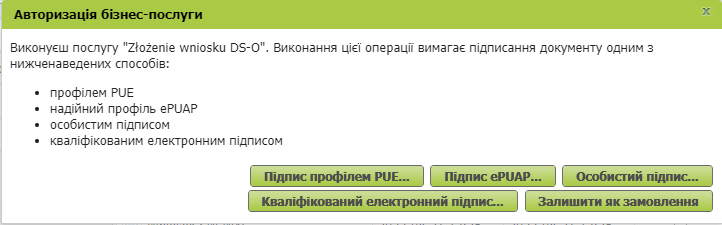 Авторизація бізнес-послуги
Виконуєш послугу "Złożenie wniosku DS-O". Виконання цієї операції вимагає підписання документу одним з
нижченаведених способів:
профілем PUE
надійний профіль ePUAP
особистим підписом
кваліфікованим електронним підписом
Підпис профілем PUE... Підпис ePUAP... Особистий підпис...
Кваліфікований електронний підпис... Залишити як замовлення